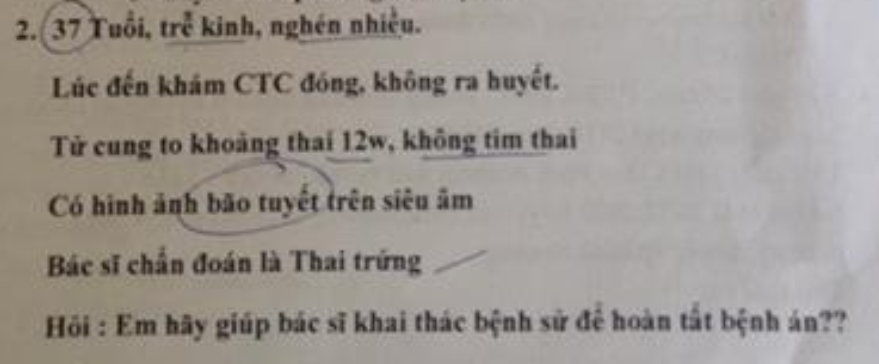 2. 37 Tuổi, trễ kinh, nghén nhiều.
Lúc đến khám CTC đóng, không ra huyết.
Tử cung to khoảng thai 12w, không tim thai
Có hình ảnh bão tuyết trên siêu âm
Bác sĩ chẩn đoán là Thai trứng
Hỏi : Em hãy giúp bác sĩ khai thác bệnh sử để hoàn tất bệnh án??